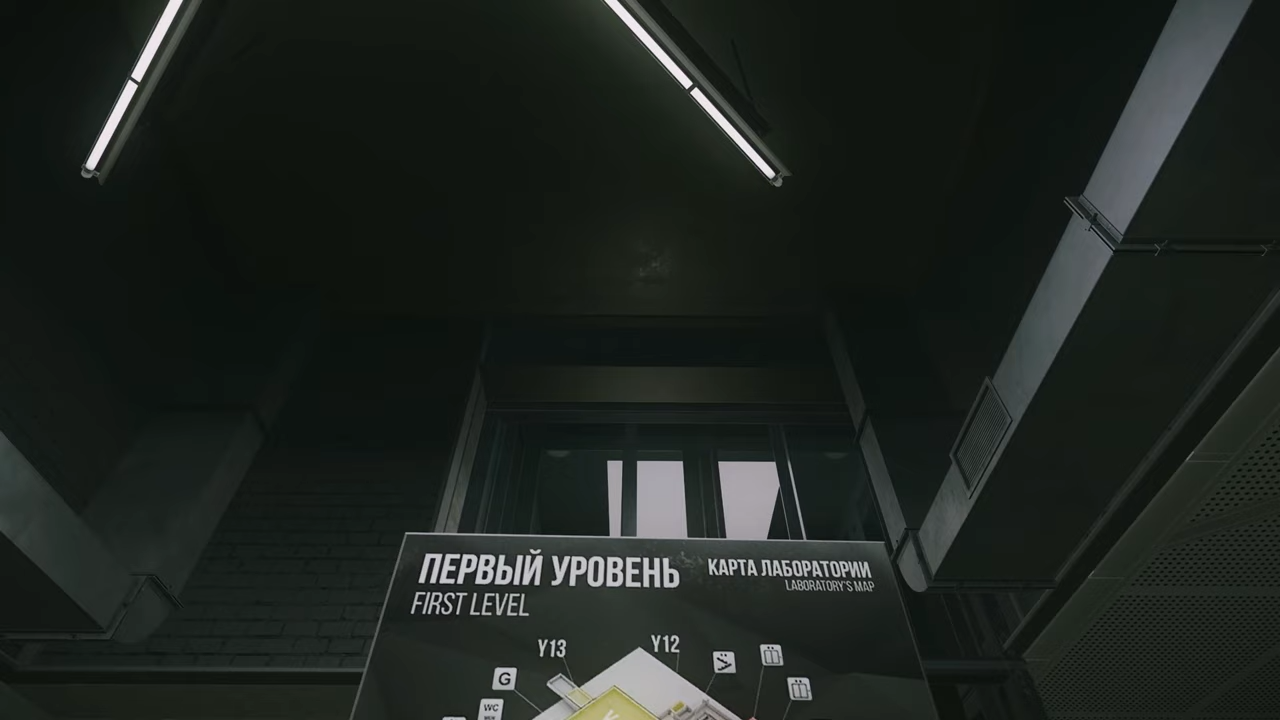 ПЕРВЫЙ УРОВЕНЬ
FIRST LEVEL
КАРТА ЛАБОРАТОРИИ
LABORATORY'S MAP
Y13
Y12
G
WC